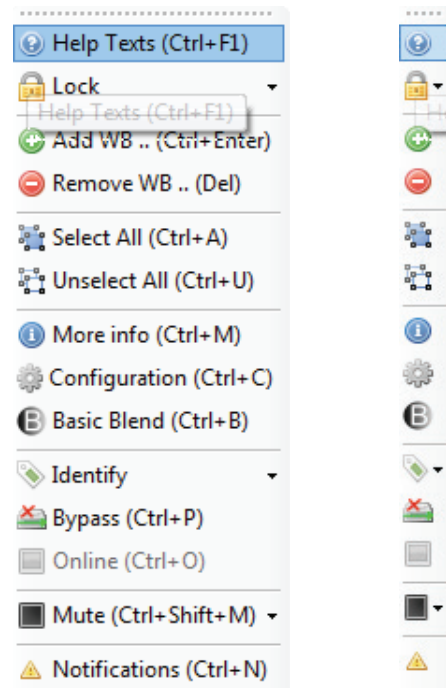 Help Texts (Ctrl+F1)
Lock
Help Texts (Ctrl+F1)
Add WB .. (Ctrl+Enter)
Remove WB .. (Del)
Select All (Ctrl+A)
Unselect All (Ctrl+U)
More info (Ctrl+M)
Configuration (Ctrl+C)
Basic Blend (Ctrl+B)
Identify
Bypass (Ctrl+P)
Online (Ctrl+O)
Mute (Ctrl+Shift+M)
Notifications (Ctrl+N)